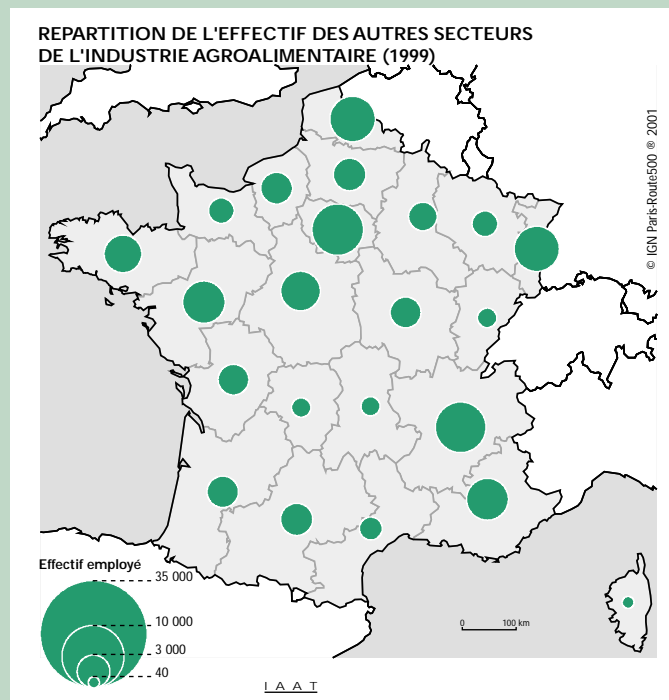 REPARTITION DE L'EFFECTIF DES AUTRES SECTEURS
DE L'INDUSTRIE AGROALIMENTAIRE (1999)
© IGN Paris-Route500 ® 2001
Effectif employé
35 000
10 000
3 000
40
0 100 km
I A A T